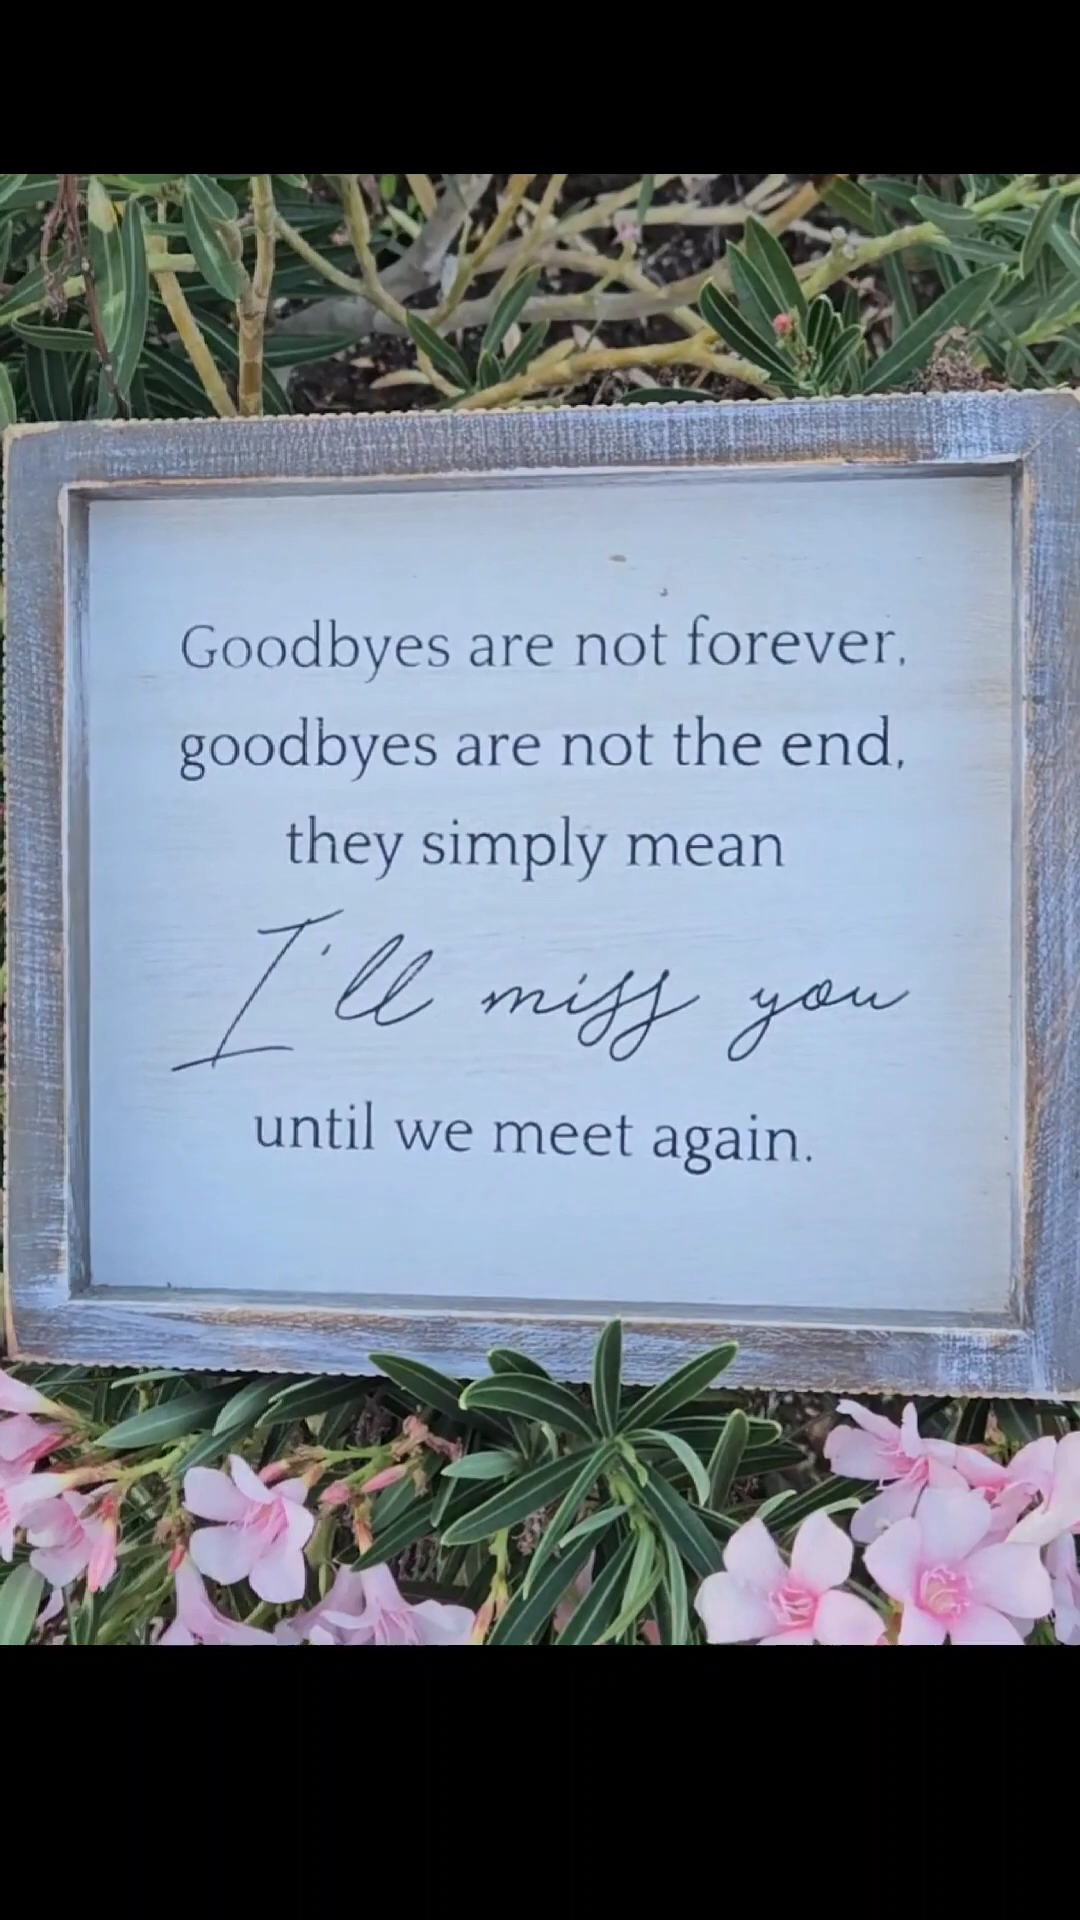 Goodbyes are not forever,
goodbyes are not the end,
they simply mean
I'll miss you
until we meet again.